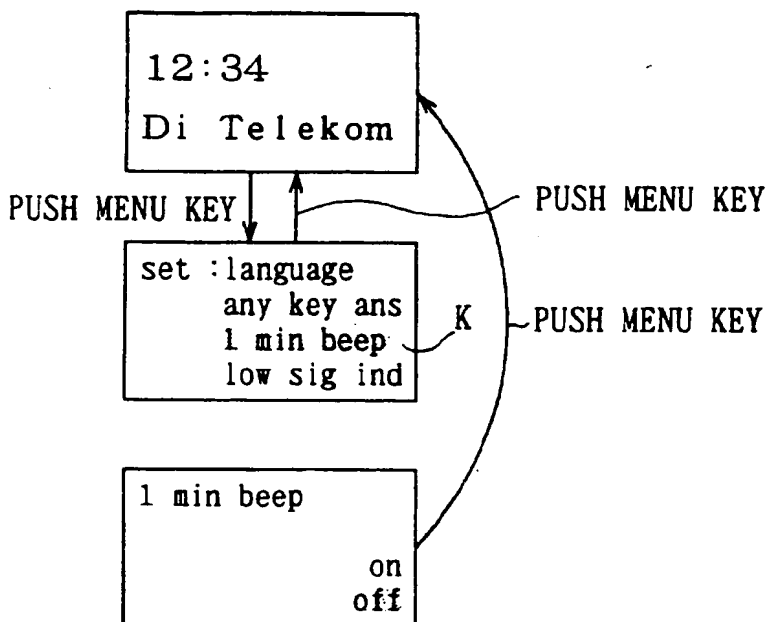 12:34
Di Telekom
PUSH MENU KEY
PUSH MENU KEY
set :language
any key ans
1 min beep
low sig ind
K
PUSH MENU KEY
1 min beep
on
off